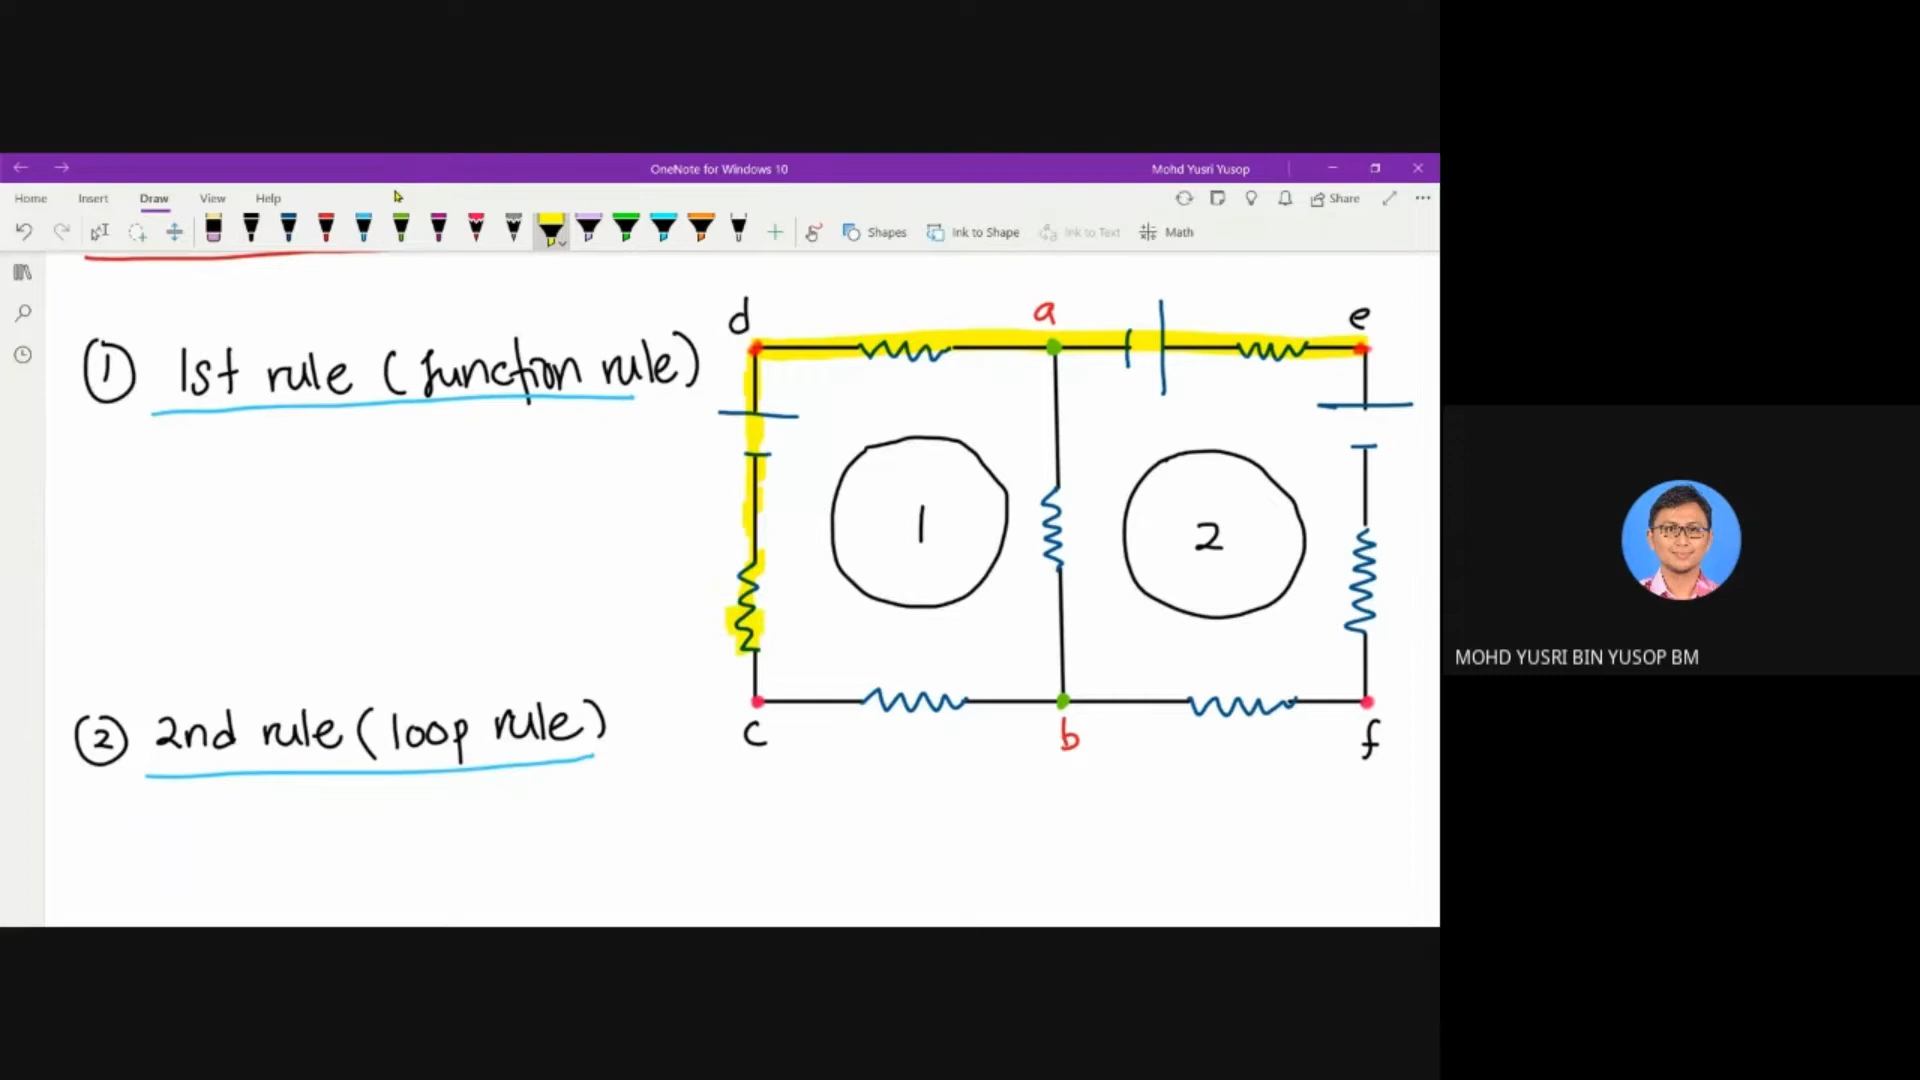 OneNote for Windows 10
Mohd Yusri Yusop
Home Insert Draw View Help
Share
Shapes Ink to Shape Ink to Text Math
d a e
① 1st rule (junction rule)
1 2
② 2nd rule (loop rule)
c b f
MOHD YUSRI BIN YUSOP BM